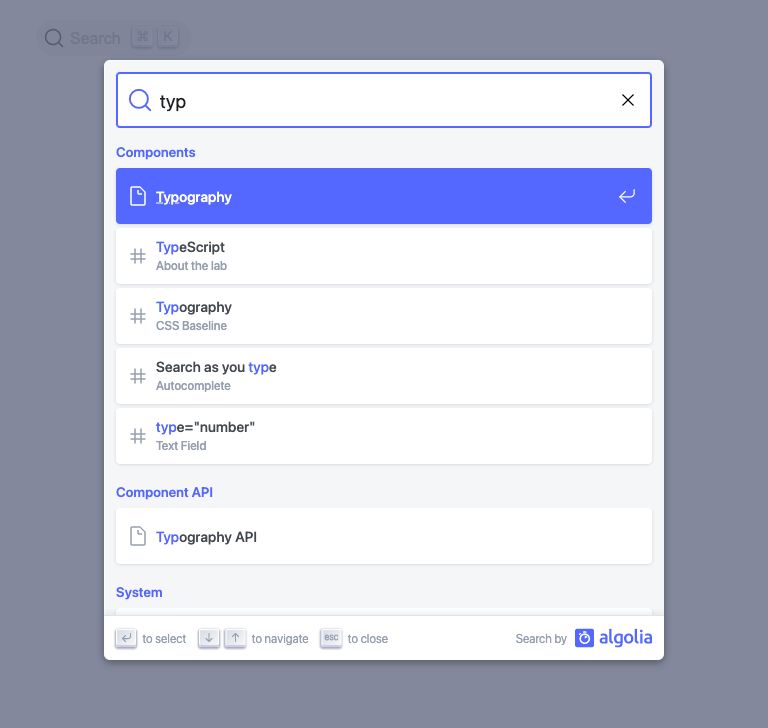 Search ⌘ K
typ
Components
Typography
TypeScript
About the lab
Typography
CSS Baseline
Search as you type
Autocomplete
type="number"
Text Field
Component API
Typography API
System
to select to navigate esc to close Search by algolia